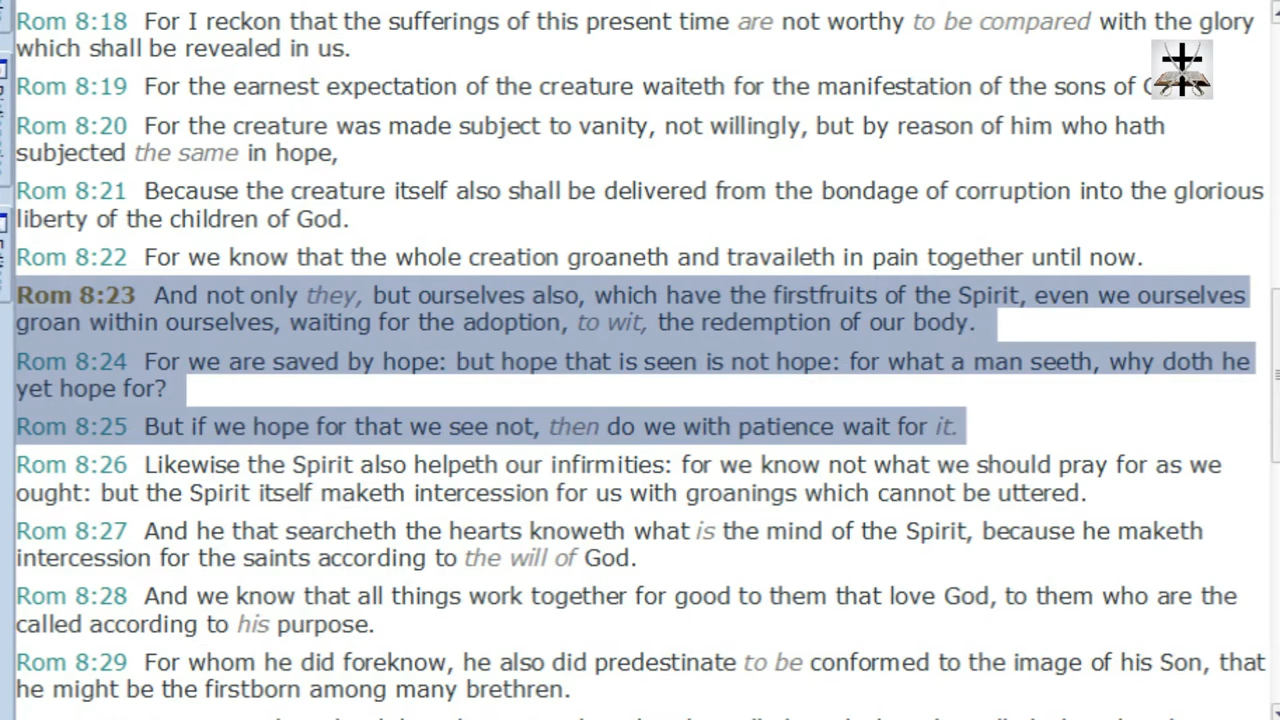 Rom 8:18 For I reckon that the sufferings of this present time are not worthy to be compared with the glory
which shall be revealed in us.
Rom 8:19 For the earnest expectation of the creature waiteth for the manifestation of the sons of
Rom 8:20 For the creature was made subject to vanity, not willingly, but by reason of him who hath
subjected the same in hope,
Rom 8:21 Because the creature itself also shall be delivered from the bondage of corruption into the glorious
liberty of the children of God.
Rom 8:22 For we know that the whole creation groaneth and travaileth in pain together until now.
Rom 8:23 And not only they, but ourselves also, which have the firstfruits of the Spirit, even we ourselves
groan within ourselves, waiting for the adoption, to wit, the redemption of our body.
Rom 8:24 For we are saved by hope: but hope that is seen is not hope: for what a man seeth, why doth he
yet hope for?
Rom 8:25 But if we hope for that we see not, then do we with patience wait for it.
Rom 8:26 Likewise the Spirit also helpeth our infirmities: for we know not what we should pray for as we
ought: but the Spirit itself maketh intercession for us with groanings which cannot be uttered.
Rom 8:27 And he that searcheth the hearts knoweth what is the mind of the Spirit, because he maketh
intercession for the saints according to the will of God.
Rom 8:28 And we know that all things work together for good to them that love God, to them who are the
called according to his purpose.
Rom 8:29 For whom he did foreknow, he also did predestinate to be conformed to the image of his Son, that
he might be the firstborn among many brethren.